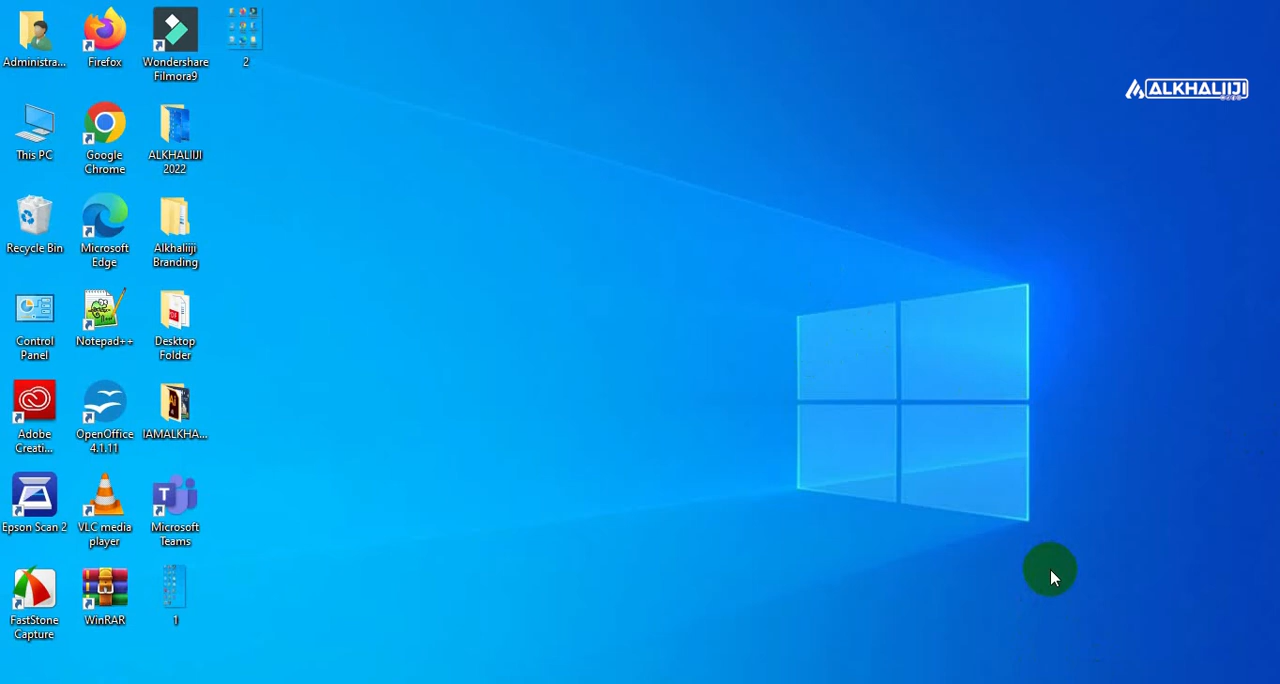 Administra...
Firefox
Wondershare
Filmora9
2
ALKHALIIJI
This PC
Google
Chrome
ALKHALIIJI
2022
Recycle Bin
Microsoft
Edge
Alkhaliiji
Branding
Control
Panel
Notepad++
Desktop
Folder
Adobe
Creati...
OpenOffice
4.1.11
IAMALKHA...
Epson Scan 2
VLC media
player
Microsoft
Teams
FastStone
Capture
WinRAR
1